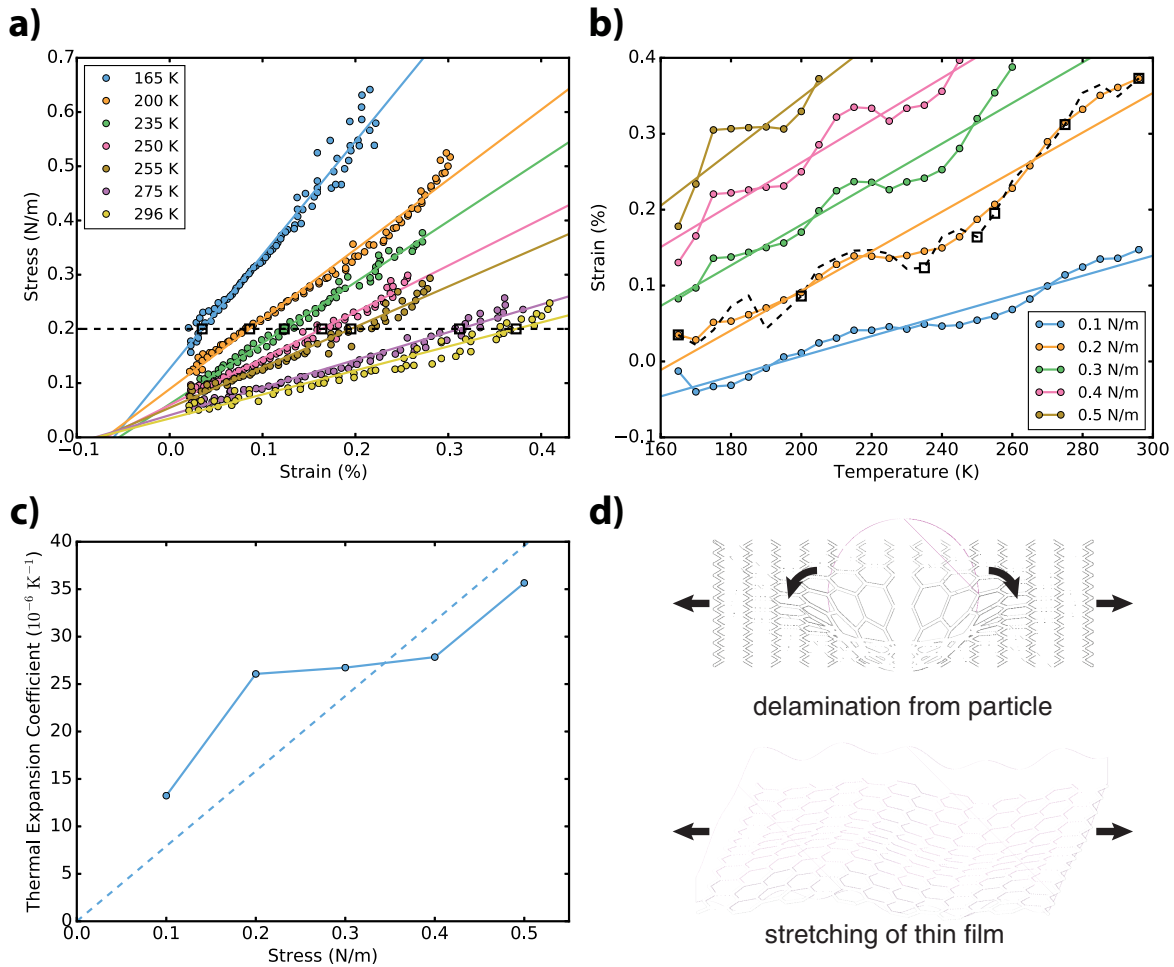 a)
0.7
0.6
0.5
0.4
0.3
0.2
0.1
0.0
Stress (N/m)
165 K
200 K
235 K
250 K
255 K
275 K
296 K
−0.1 0.0 0.1 0.2 0.3 0.4
Strain (%)
b)
0.4
0.3
0.2
0.1
0.0
−0.1
Strain (%)
0.1 N/m
0.2 N/m
0.3 N/m
0.4 N/m
0.5 N/m
160 180 200 220 240 260 280 300
Temperature (K)
c)
40
35
30
25
20
15
10
5
0
Thermal Expansion Coefficient (10⁻⁶ K⁻¹)
0.0 0.1 0.2 0.3 0.4 0.5
Stress (N/m)
d)
delamination from particle
stretching of thin film